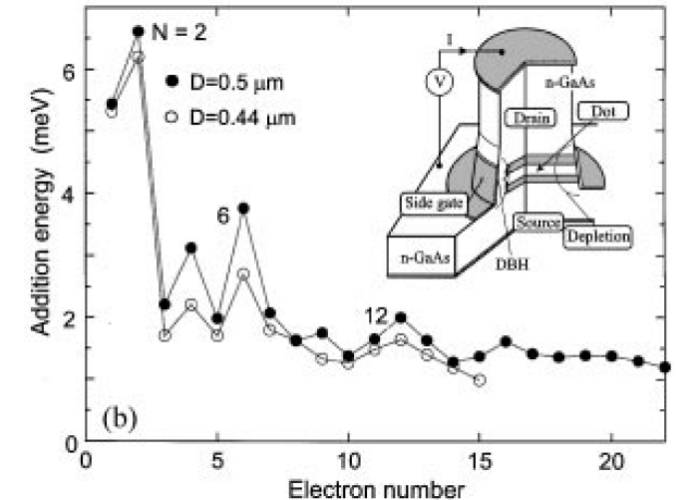 Addition energy (meV)
6
4
2
0
N = 2
D=0.5 μm
D=0.44 μm
6
12
(b)
0
5
10
15
20
Electron number
I
V
n-GaAs
Drain
Dot
Side gate
Source
Depletion
n-GaAs
DBH